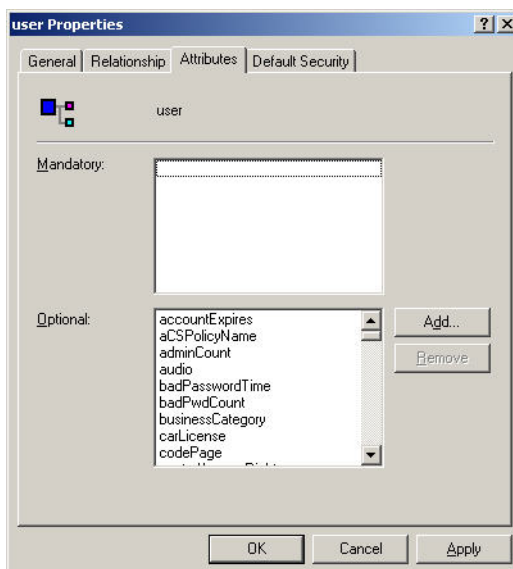 user Properties
?
General Relationship Attributes Default Security
user
Mandatory:
Optional:
accountExpires
aCSPolicyName
adminCount
audio
badPasswordTime
badPwdCount
businessCategory
carLicense
codePage
Add...
Remove
OK Cancel Apply